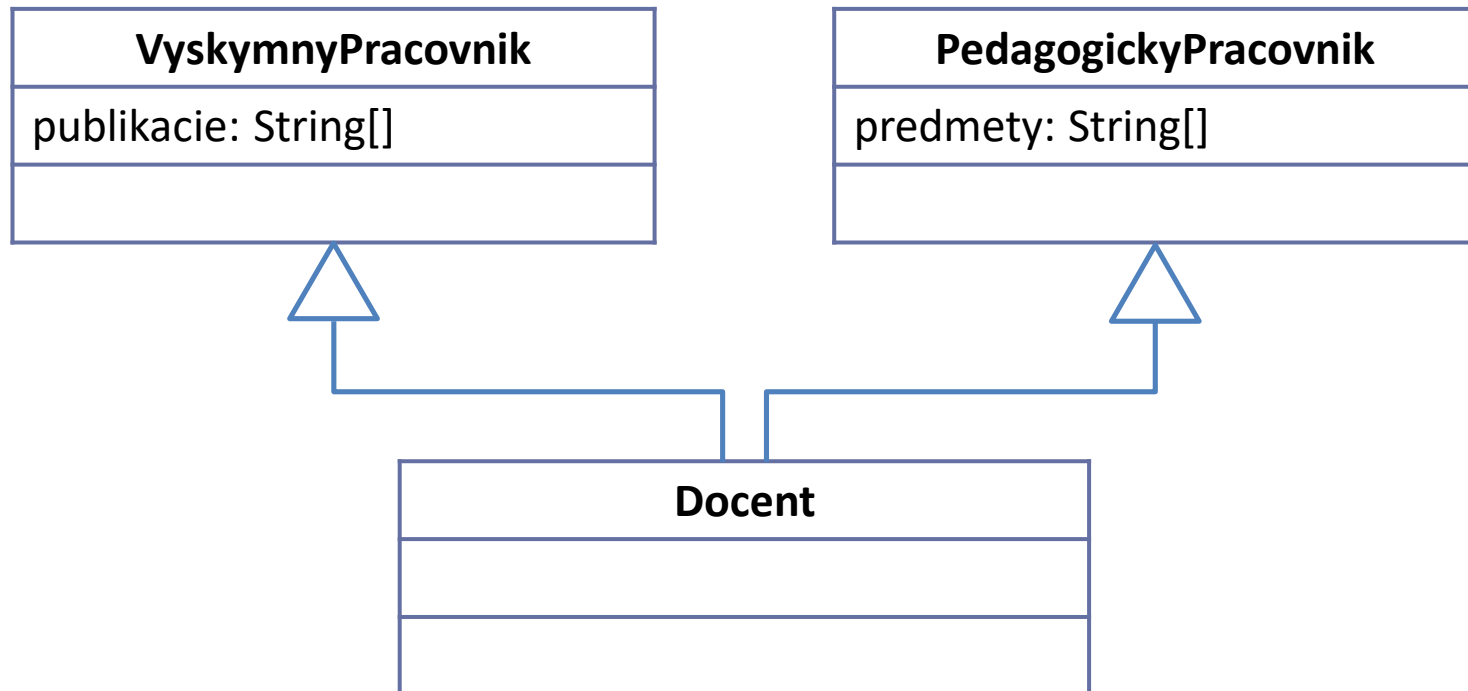 VyskymnyPracovnik
publikacie: String[]
PedagogickyPracovnik
predmety: String[]
Docent